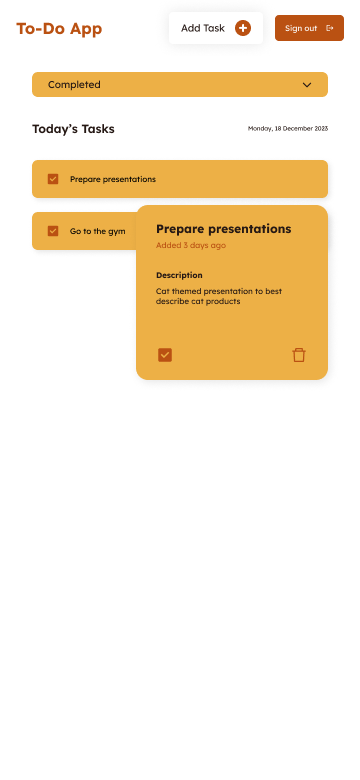 To-Do App
Add Task
Sign out
Completed
Today's Tasks
Monday, 18 December 2023
Prepare presentations
Go to the gym
Prepare presentations
Added 3 days ago
Description
Cat themed presentation to best
describe cat products